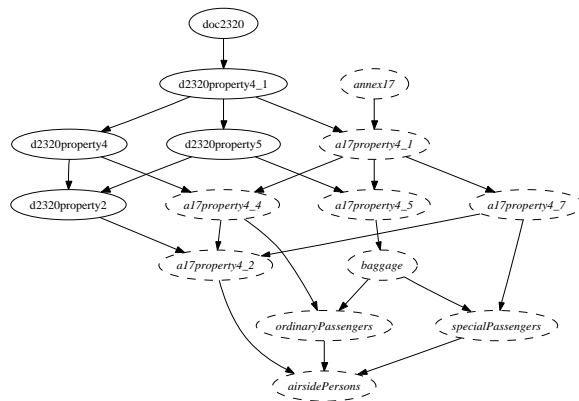 doc2320
d2320property4_1
annex17
d2320property4
d2320property5
a17property4_1
d2320property2
a17property4_4
a17property4_5
a17property4_7
a17property4_2
baggage
ordinaryPassengers
specialPassengers
airsidePersons